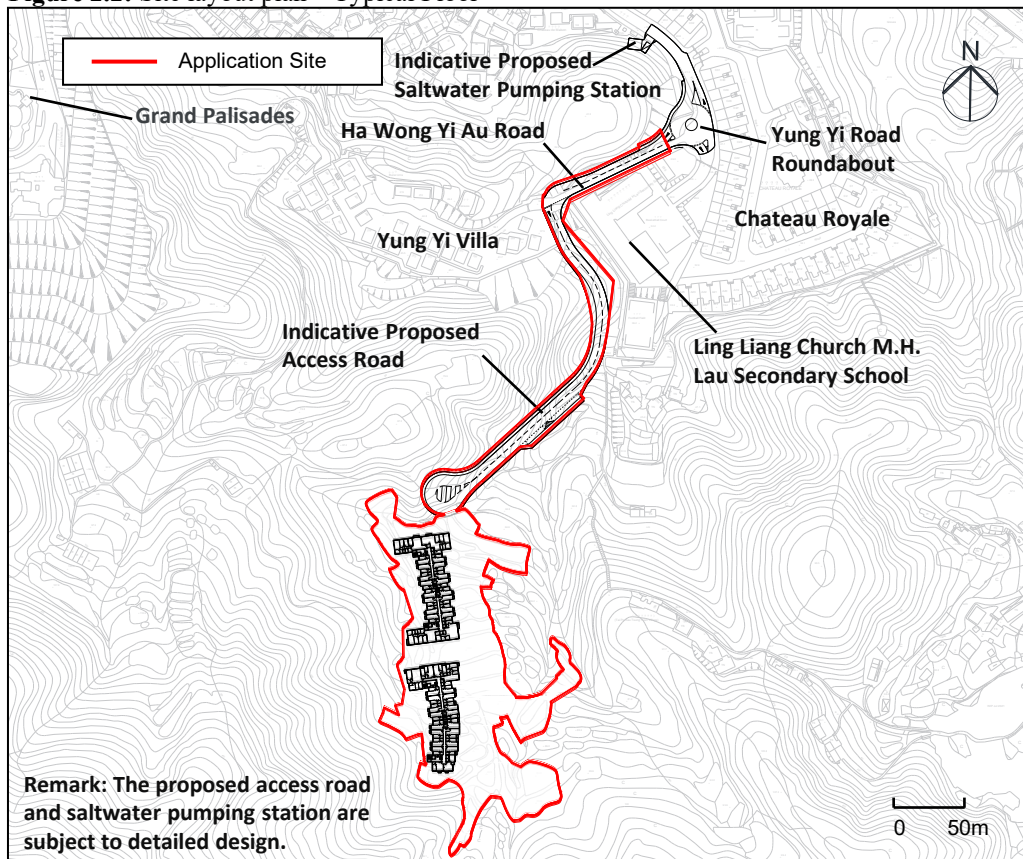 Application Site
Indicative Proposed
Saltwater Pumping Station
N
Grand Palisades
Ha Wong Yi Au Road
Yung Yi Road
Roundabout
Chateau Royale
Yung Yi Villa
Indicative Proposed
Access Road
Ling Liang Church M.H.
Lau Secondary School
Remark: The proposed access road
and saltwater pumping station are
subject to detailed design.
0 50m